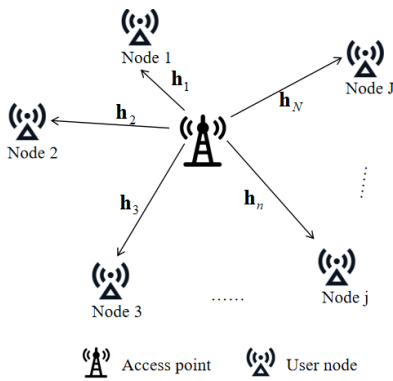 Node 1
h1
Node J
hN
h2
Node 2
h3
hn
Node 3
......
Node j
......
Access point
User node